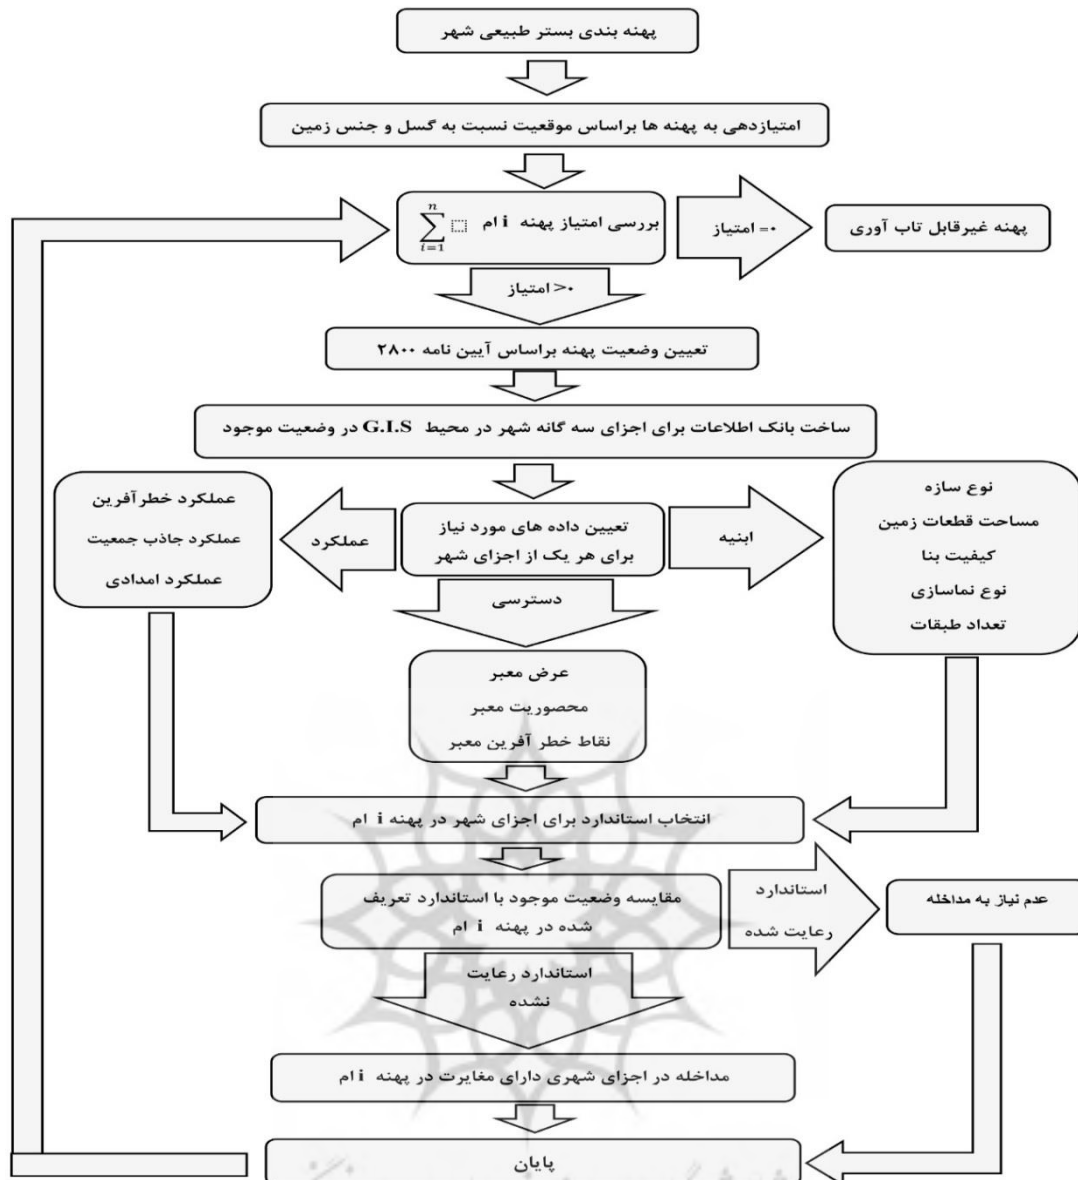 پهنه بندی بستر طبیعی شهر
امتیازدهی به پهنه ها براساس موقعیت نسبت به گسل و جنس زمین
بررسی امتیاز پهنه i ام
n
∑
i=1
۰= امتیاز
پهنه غیرقابل تاب آوری
۰< امتیاز
تعیین وضعیت پهنه براساس آیین نامه ۲۸۰۰
ساخت بانک اطلاعات برای اجزای سه گانه شهر در محیط G.I.S در وضعیت موجود
تعیین داده های مورد نیاز
برای هر یک از اجزای شهر
ابنیه
نوع سازه
مساحت قطعات زمین
کیفیت بنا
نوع نماسازی
تعداد طبقات
عملکرد
عملکرد خطرآفرین
عملکرد جاذب جمعیت
عملکرد امدادی
دسترسی
عرض معبر
محصوریت معبر
نقاط خطر آفرین معبر
انتخاب استاندارد برای اجزای شهر در پهنه i ام
مقایسه وضعیت موجود با استاندارد تعریف
شده در پهنه i ام
استاندارد
رعایت شده
عدم نیاز به مداخله
استاندارد رعایت
نشده
مداخله در اجزای شهری دارای مغایرت در پهنه i ام
پایان